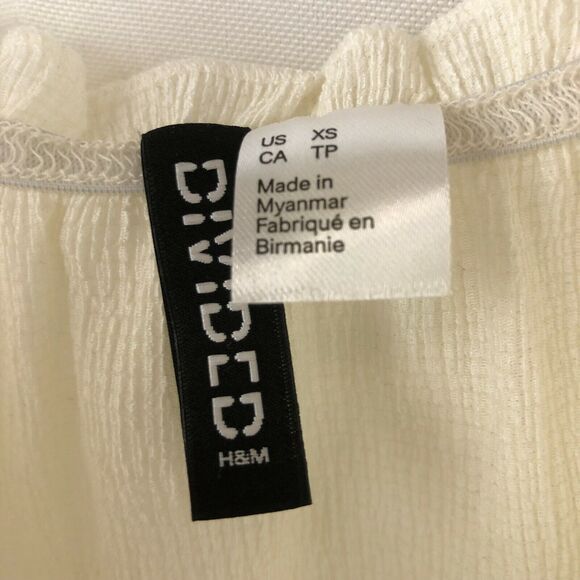 DIVIDED
H&M
US XS
CA TP
Made in
Myanmar
Fabriqué en
Birmanie